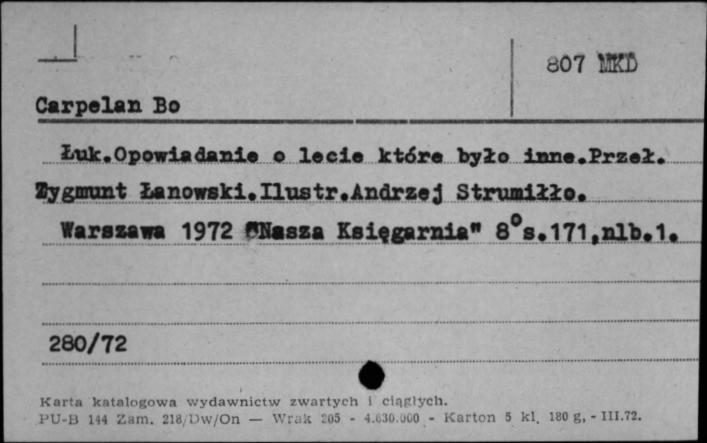 807 MKD
Carpelan Bo
Łuk.Opowiadanie o lecie które było inne.Przeł.
Zygmunt Łanowski.Ilustr.Andrzej Strumiłło.
Warszawa 1972 "Nasza Księgarnia" 8°s.171,nlb.1.
280/72
Karta katalogowa wydawnictw zwartych i ciągłych.
PU-B 144 Zam. 218/Dw/On — Wrak 205 - 4.630.000 - Karton 5 kl. 180 g. - III.72.